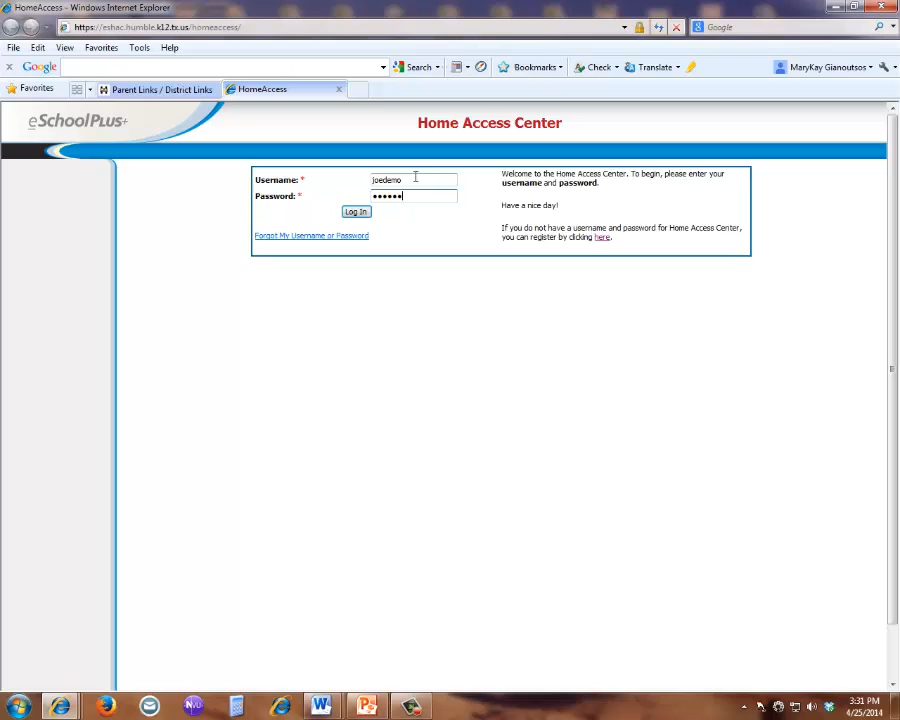 HomeAccess - Windows Internet Explorer
https://eshac.humble.k12.tx.us/homeaccess/
Google
File Edit View Favorites Tools Help
Google Search Bookmarks Check Translate MaryKay Gianoutsos
Favorites Parent Links / District Links HomeAccess
eSchoolPLUS+
Home Access Center
Username: * joedemo
Password: * ••••••
Log In
Forgot My Username or Password
Welcome to the Home Access Center. To begin, please enter your
username and password.
Have a nice day!
If you do not have a username and password for Home Access Center,
you can register by clicking here.
3:31 PM
4/25/2014